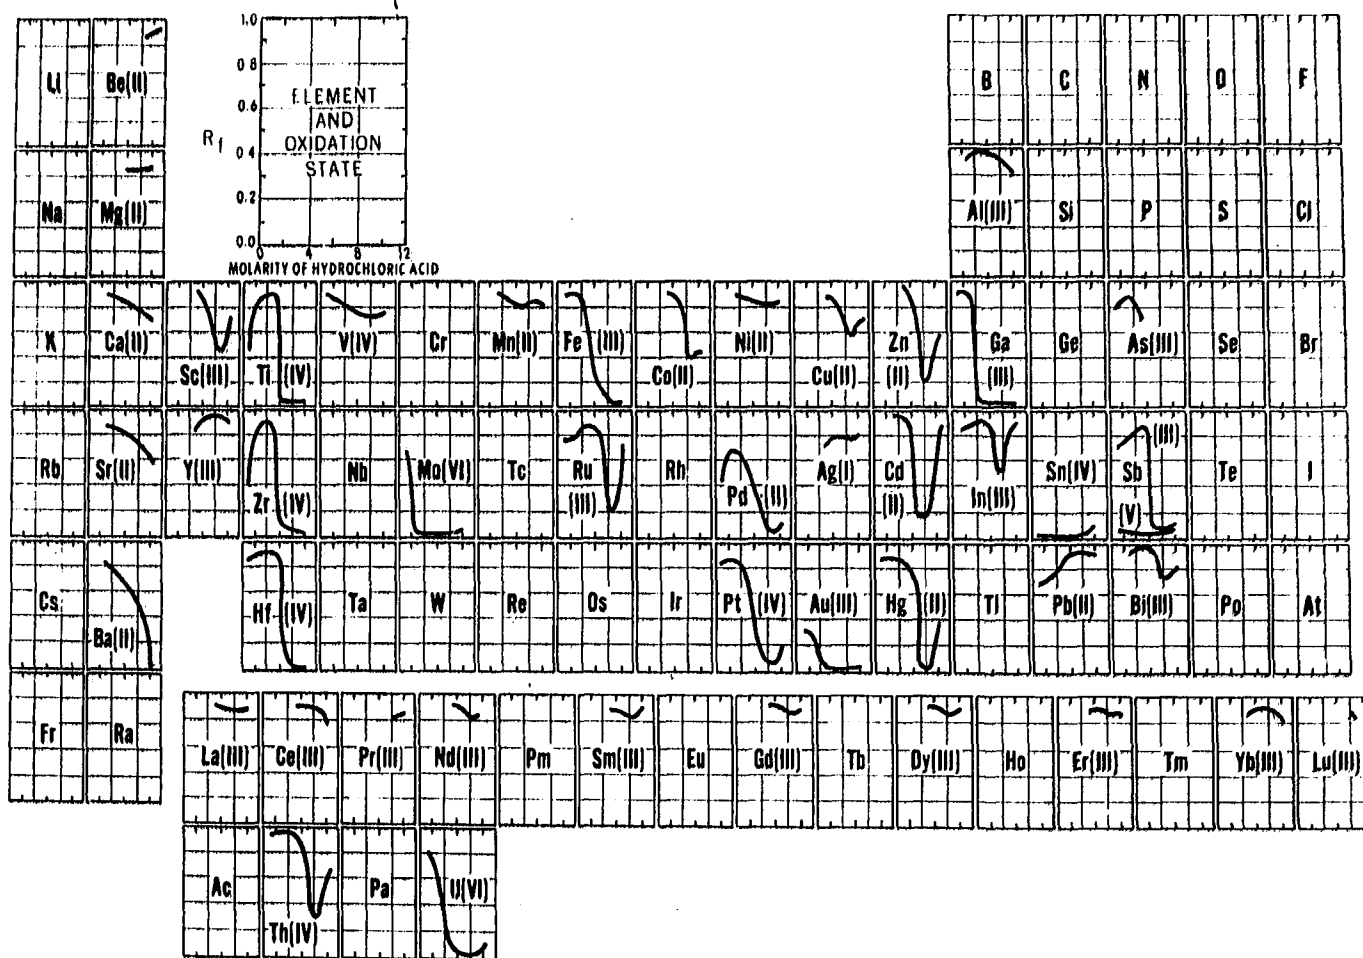 1.0
Li Be(II) 0.8 B C N O F
0.6 ELEMENT
AND
Rf OXIDATION
0.4 STATE
Na Mg(II) 0.2 Al(III) Si P S Cl
0.0
0 4 8 12
MOLARITY OF HYDROCHLORIC ACID
K Ca(II) Sc(III) Ti (IV) V(IV) Cr Mn(II) Fe (III) Co(II) Ni(II) Cu(II) Zn (II) Ga (III) Ge As(III) Se Br
Rb Sr(II) Y(III) Zr (IV) Nb Mo(VI) Tc Ru (III) Rh Pd (II) Ag(I) Cd (II) In(III) Sn(IV) Sb (III) (V) Te I
Cs Ba(II) Hf (IV) Ta W Re Os Ir Pt (IV) Au(III) Hg (II) Tl Pb(II) Bi(III) Po At
Fr Ra
La(III) Ce(III) Pr(III) Nd(III) Pm Sm(III) Eu Gd(III) Tb Dy(III) Ho Er(III) Tm Yb(III) Lu(III)
Ac Th(IV) Pa U(VI)